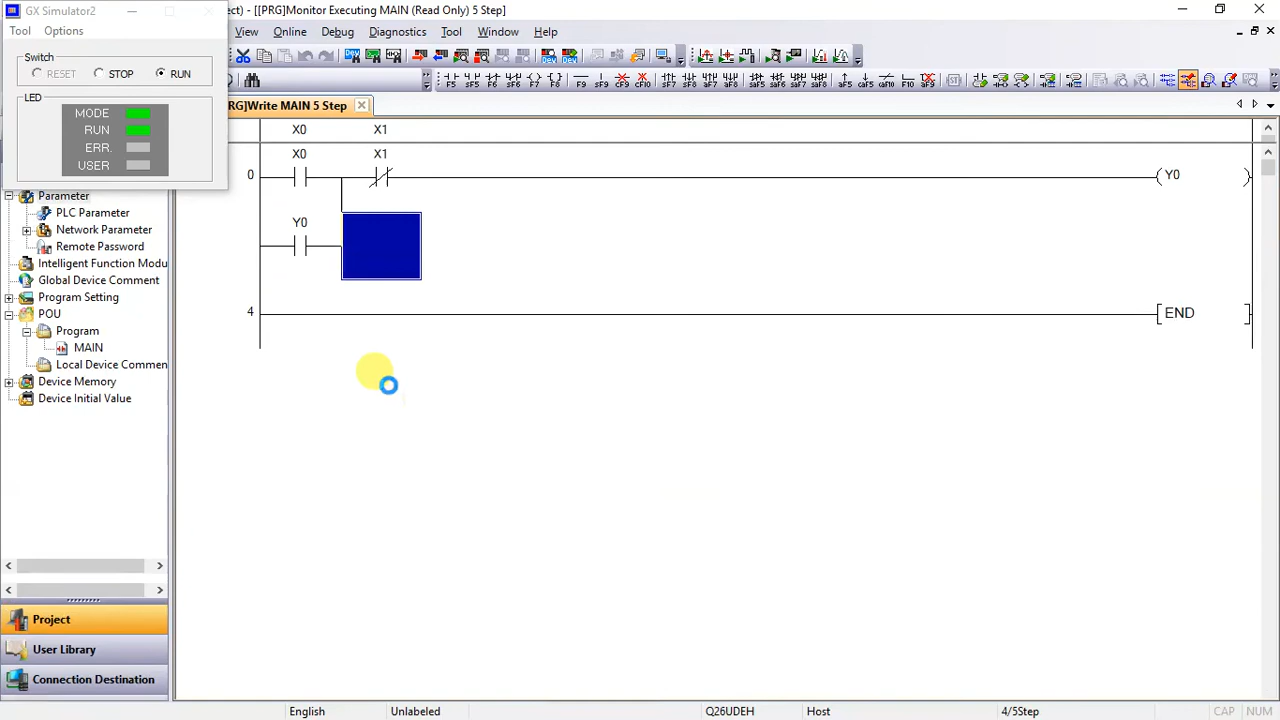 GX Simulator2
ect) - [[PRG]Monitor Executing MAIN (Read Only) 5 Step]
Tool Options
View Online Debug Diagnostics Tool Window Help
Switch
RESET STOP RUN
LED
MODE
RUN
ERR.
USER
RG]Write MAIN 5 Step
X0 X1
X0 X1
0 Y0
Y0
4 END
Parameter
PLC Parameter
Network Parameter
Remote Password
Intelligent Function Modu
Global Device Comment
Program Setting
POU
Program
MAIN
Local Device Commen
Device Memory
Device Initial Value
Project
User Library
Connection Destination
English Unlabeled Q26UDEH Host 4/5Step CAP NUM